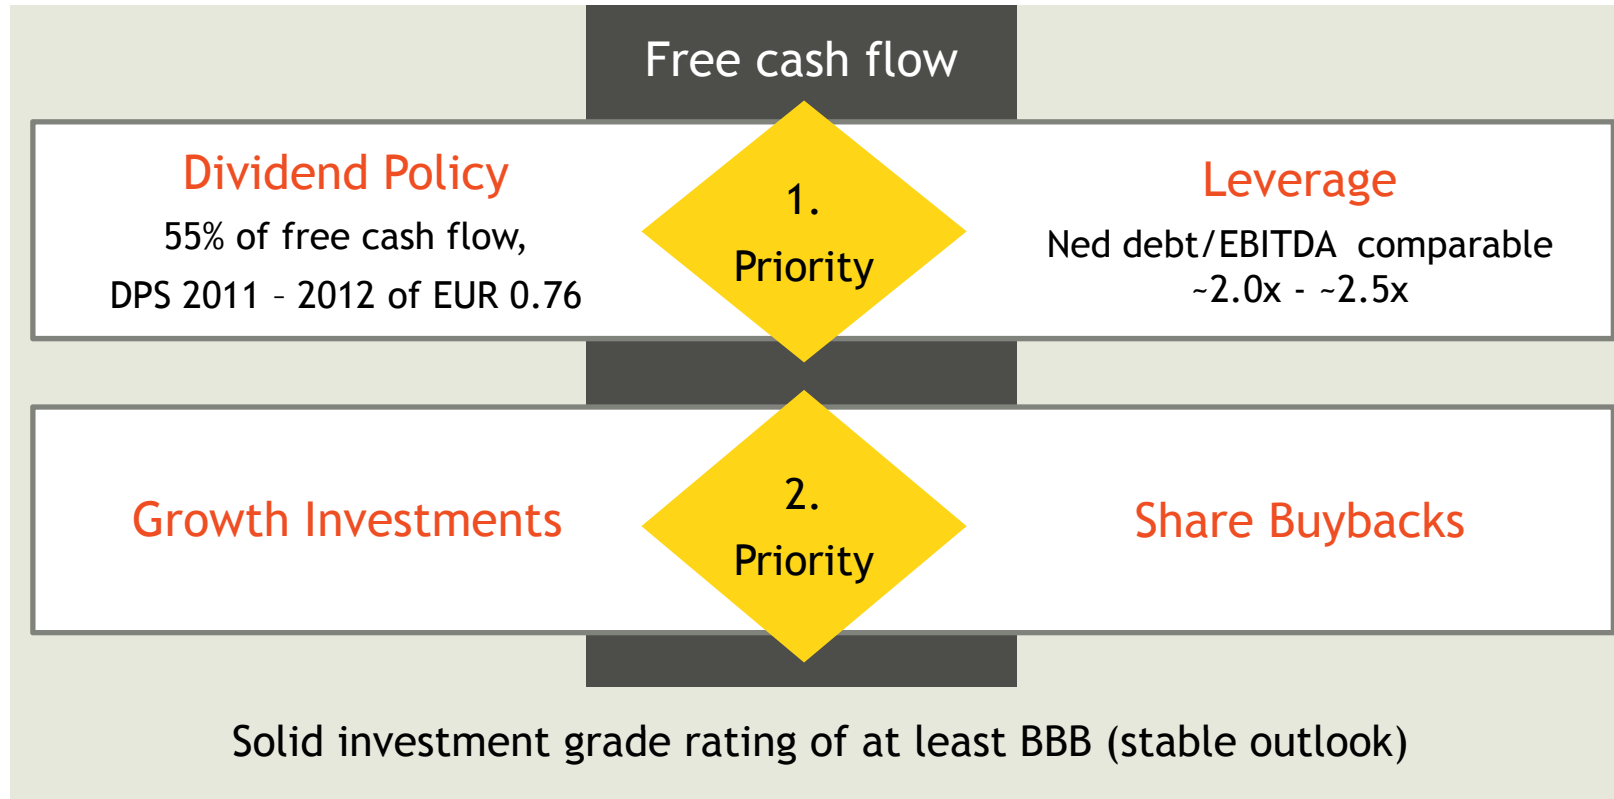 Free cash flow
Dividend Policy
55% of free cash flow,
DPS 2011 – 2012 of EUR 0.76
1.
Priority
Leverage
Ned debt/EBITDA comparable
~2.0x - ~2.5x
Growth Investments
2.
Priority
Share Buybacks
Solid investment grade rating of at least BBB (stable outlook)